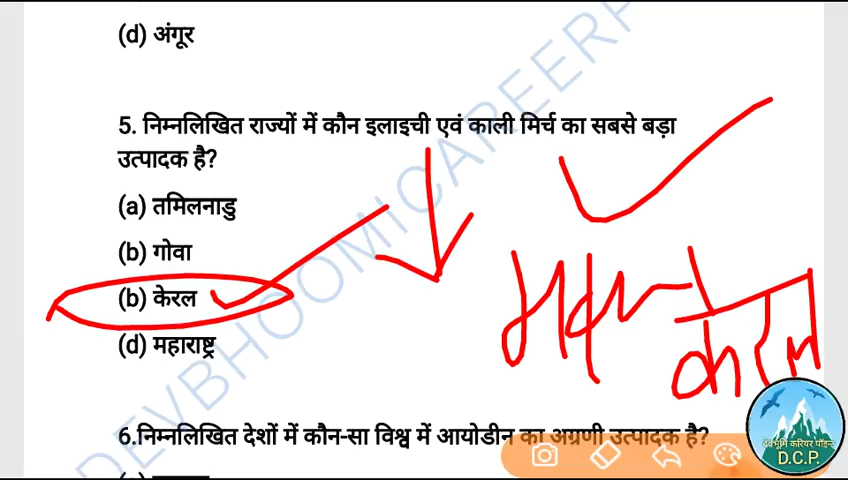 (d) अंगूर
5. निम्नलिखित राज्यों में कौन इलाइची एवं काली मिर्च का सबसे बड़ा
उत्पादक है?
(a) तमिलनाडु
(b) गोवा
(b) केरल
(d) महाराष्ट्र
केरल
6.निम्नलिखित देशों में कौन-सा विश्व में आयोडीन का अग्रणी उत्पादक है?
DEVBHOOMICAREERP
देवभूमि करियर पॉइन्ट
D.C.P.